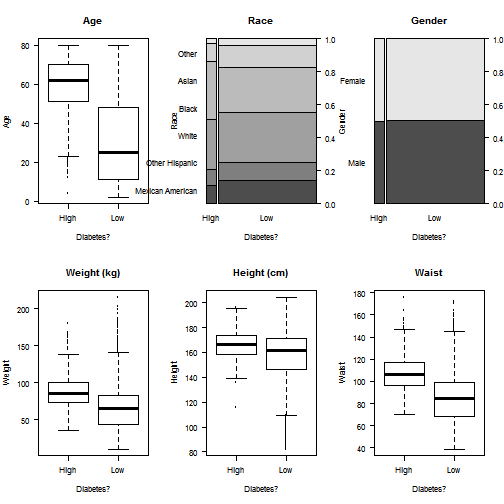 Age
Race
Gender
80
60
40
20
0
Age
High
Low
Diabetes?
Other
Asian
Black
White
Other Hispanic
Mexican American
Race
1.0
0.8
0.6
0.4
0.2
0.0
High
Low
Diabetes?
Female
Male
Gender
1.0
0.8
0.6
0.4
0.2
0.0
High
Low
Diabetes?
Weight (kg)
Height (cm)
Waist
200
150
100
50
Weight
High
Low
Diabetes?
200
180
160
140
120
100
80
Height
High
Low
Diabetes?
180
160
140
120
100
80
60
40
Waist
High
Low
Diabetes?